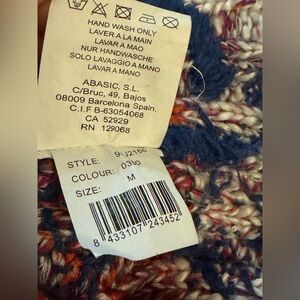 HAND WASH ONLY
LAVER A LA MAIN
LAVAR A MAO
NUR HANDWASCHE
SOLO LAVAGGIO A MANO
LAVAR A MANO
ABASIC, S.L.
C/Bruc, 49, Bajos
08009 Barcelona Spain.
C.I.F B-63054068
CA 52929
RN 129068
STYLE:
COLOUR:
SIZE: M
8 433107 243452